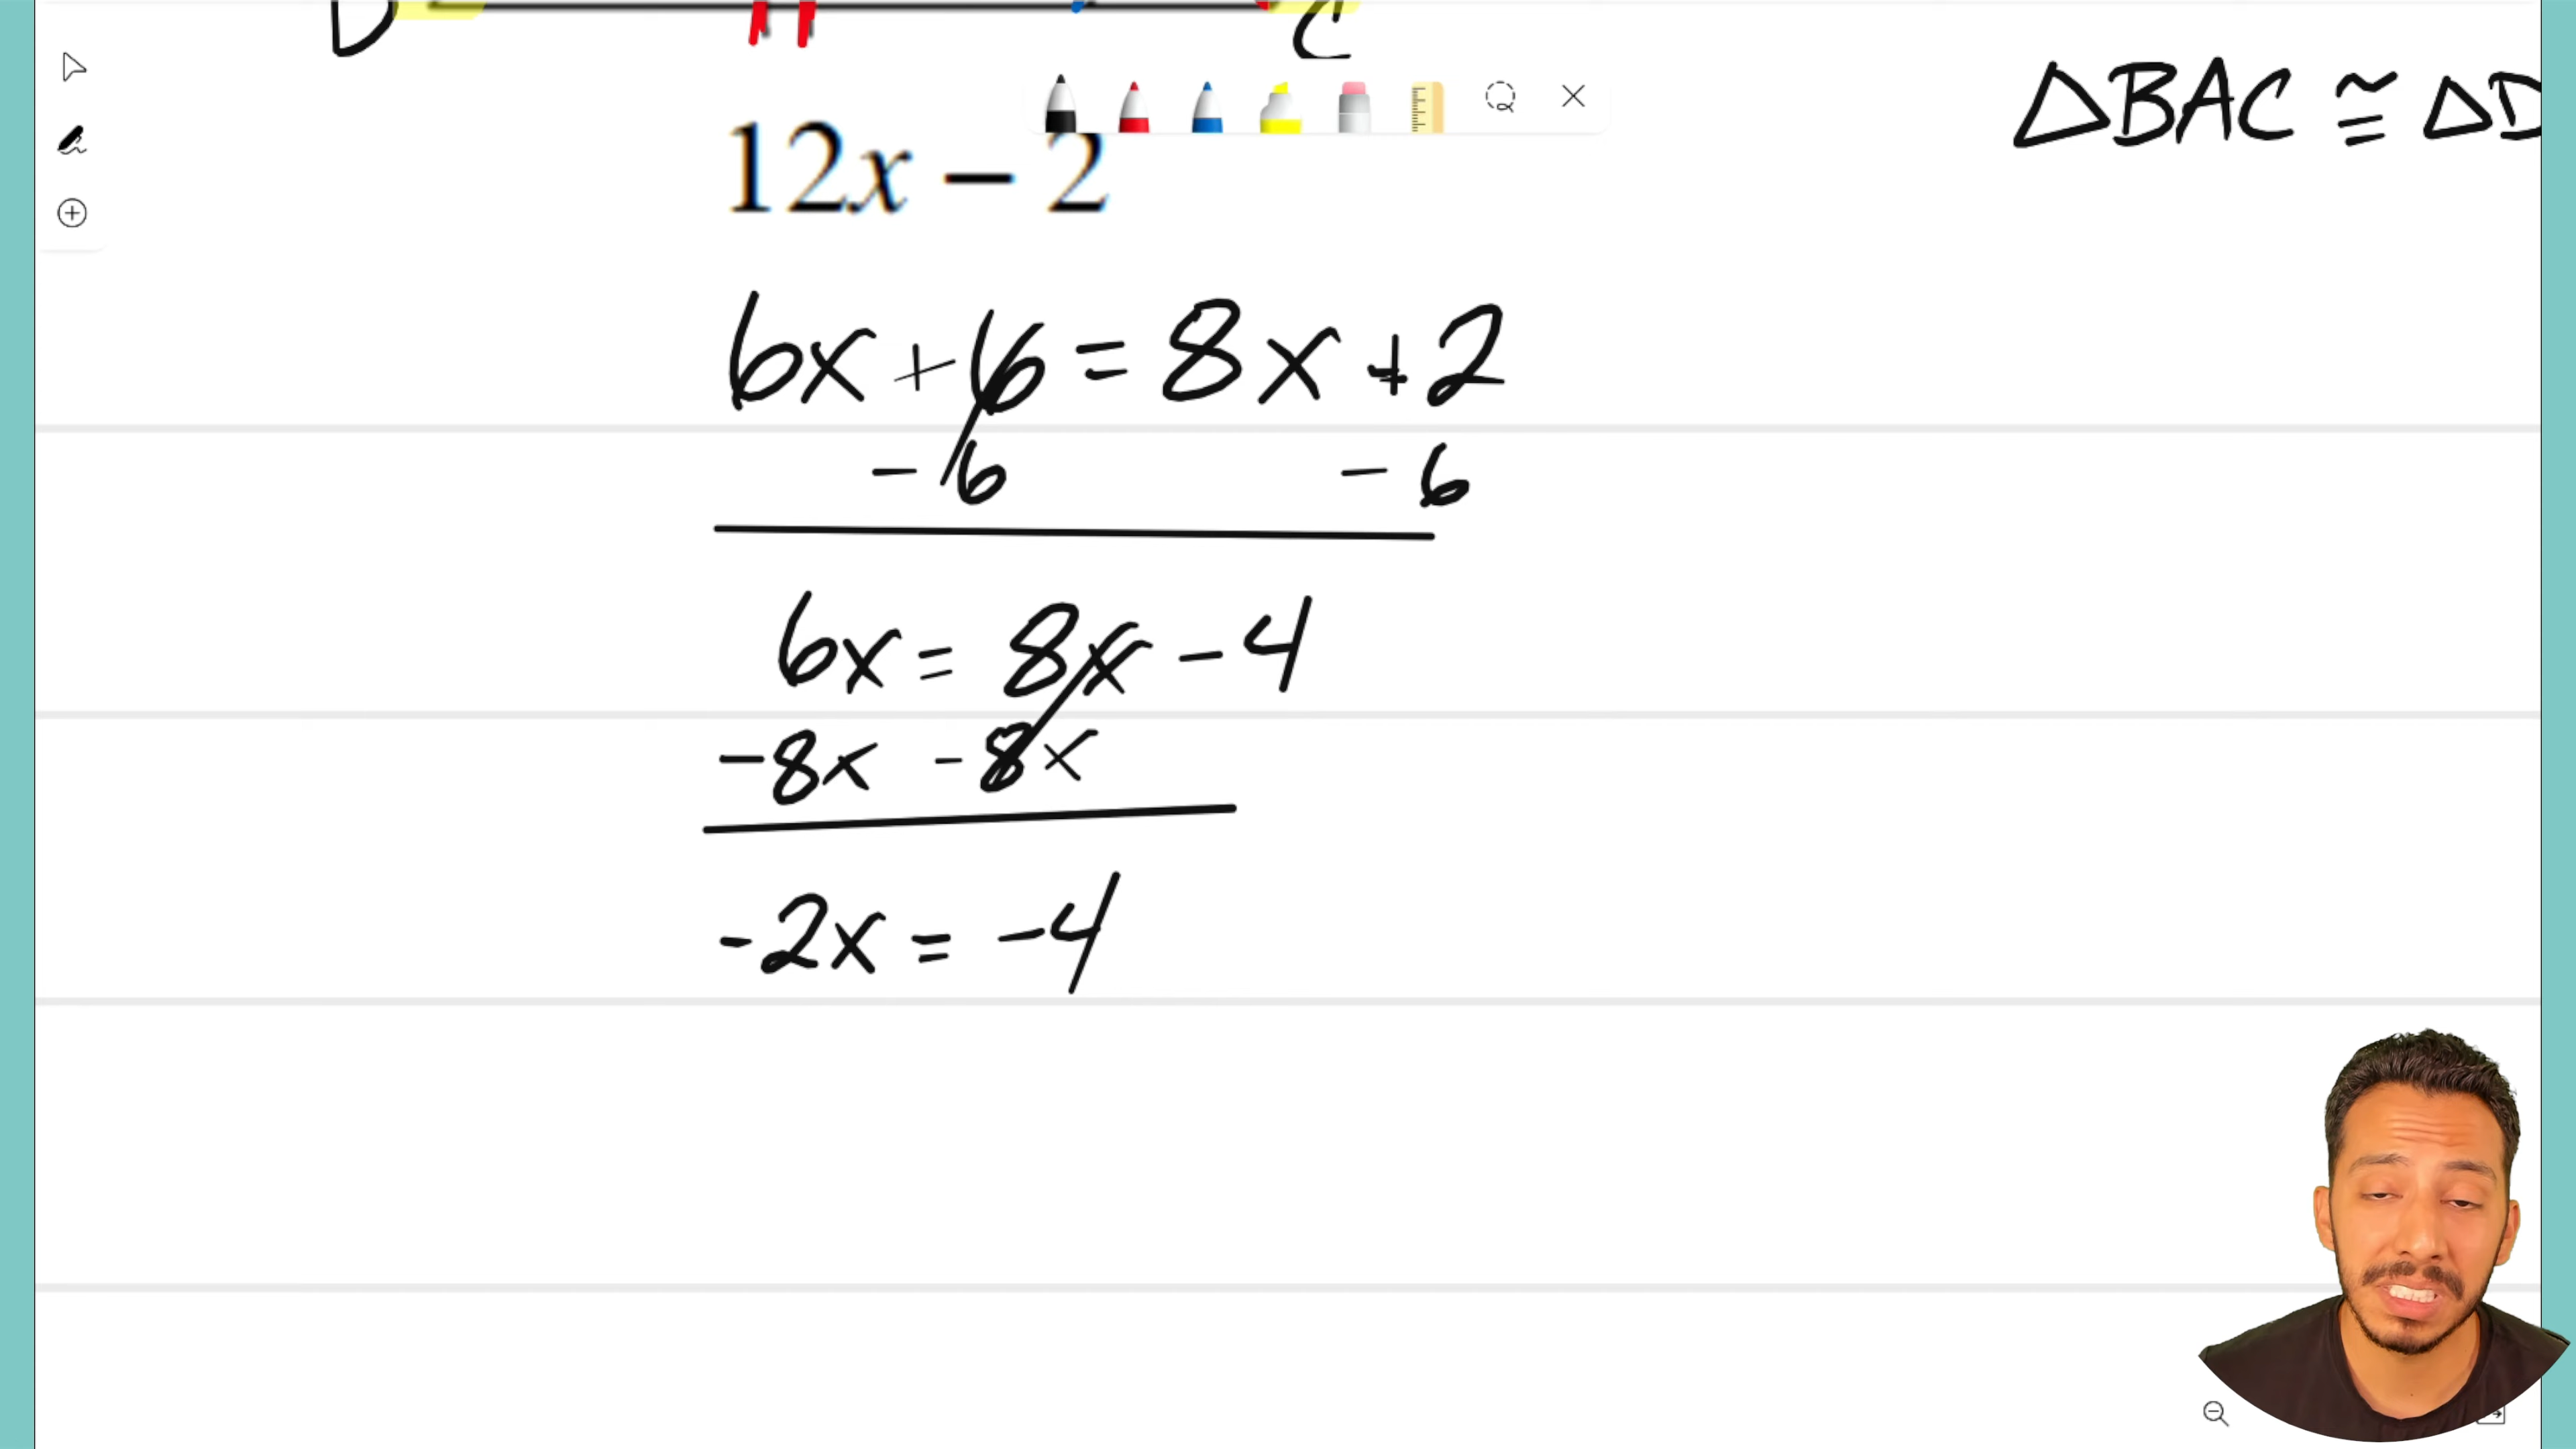 D C
△BAC ≅ △D
12x − 2
6x + 6 = 8x + 2
- 6 - 6
6x = 8x - 4
-8x - 8x
-2x = -4